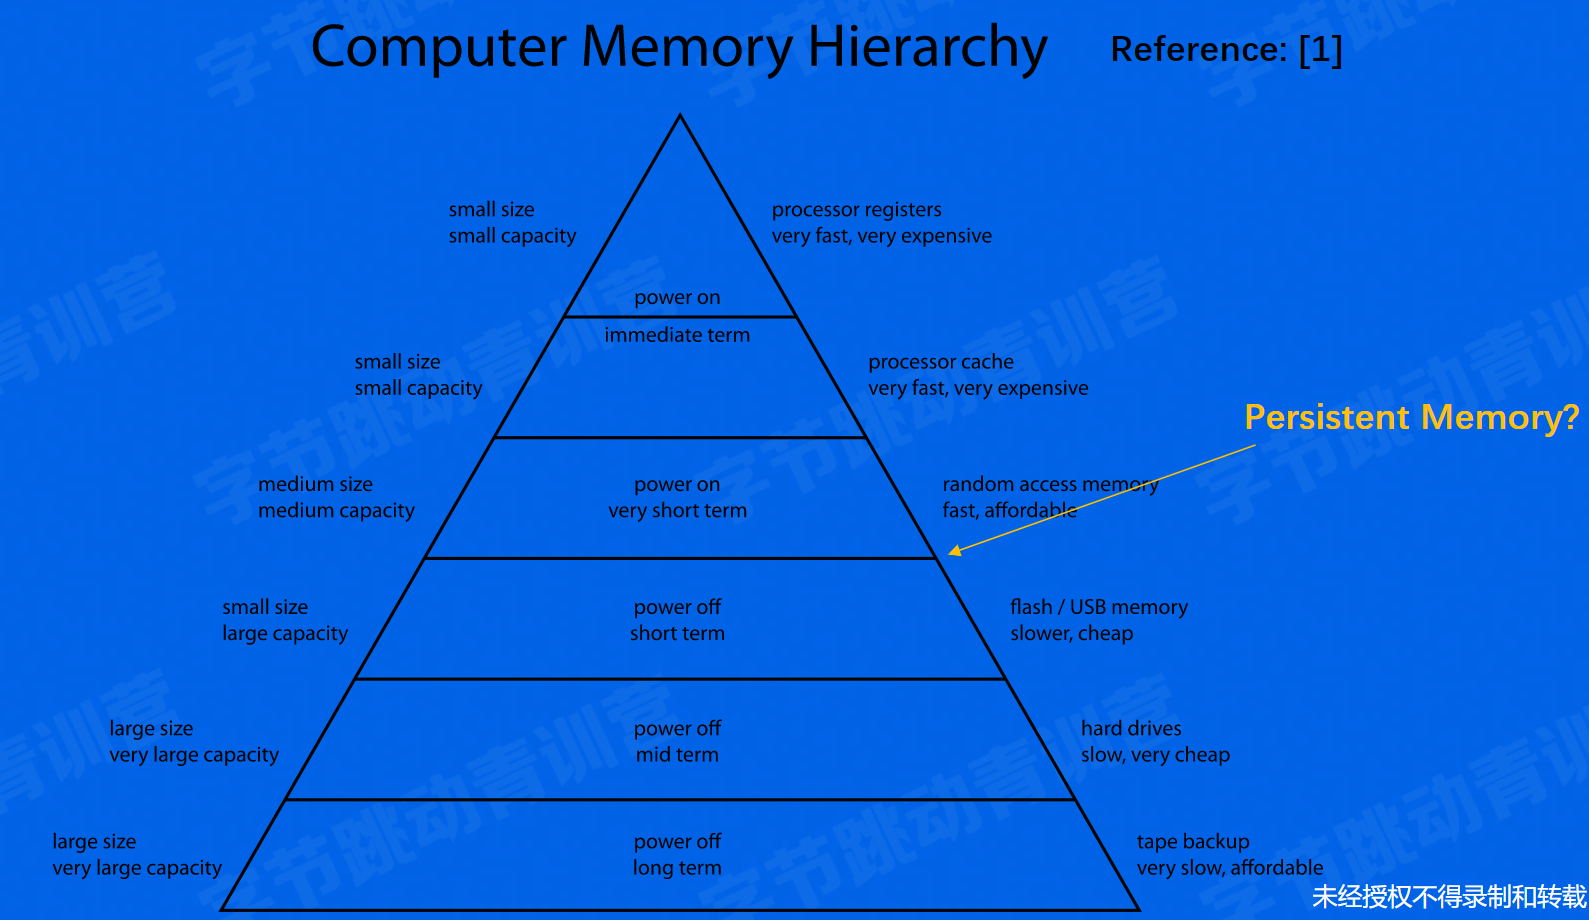 Computer Memory Hierarchy
Reference: [1]
small size
small capacity
processor registers
very fast, very expensive
power on
immediate term
small size
small capacity
processor cache
very fast, very expensive
Persistent Memory?
medium size
medium capacity
power on
very short term
random access memory
fast, affordable
small size
large capacity
power off
short term
flash / USB memory
slower, cheap
large size
very large capacity
power off
mid term
hard drives
slow, very cheap
large size
very large capacity
power off
long term
tape backup
very slow, affordable
未经授权不得录制和转载
字节跳动青训营